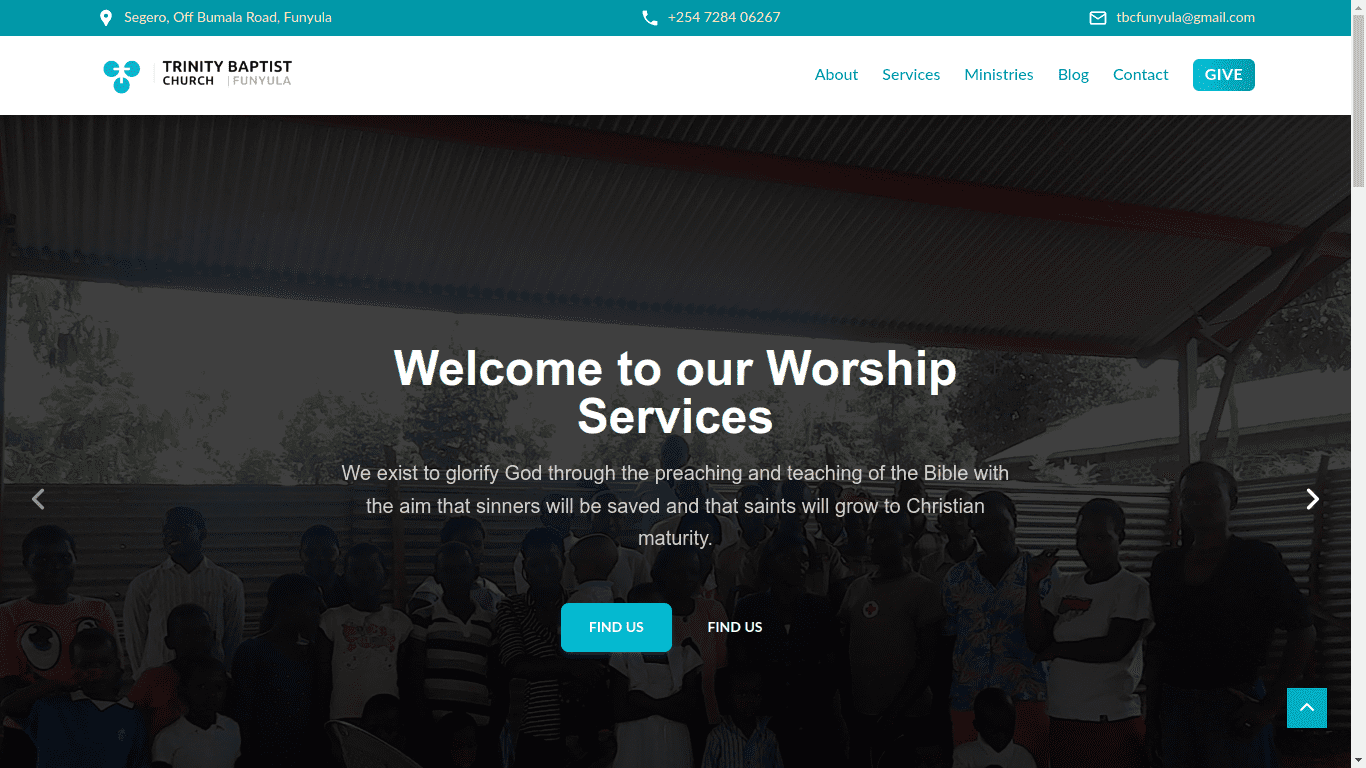 Segero, Off Bumala Road, Funyula
+254 7284 06267
tbcfunyula@gmail.com
TRINITY BAPTIST
CHURCH | FUNYULA
About
Services
Ministries
Blog
Contact
GIVE
Welcome to our Worship
Services
We exist to glorify God through the preaching and teaching of the Bible with
the aim that sinners will be saved and that saints will grow to Christian
maturity.
FIND US
FIND US